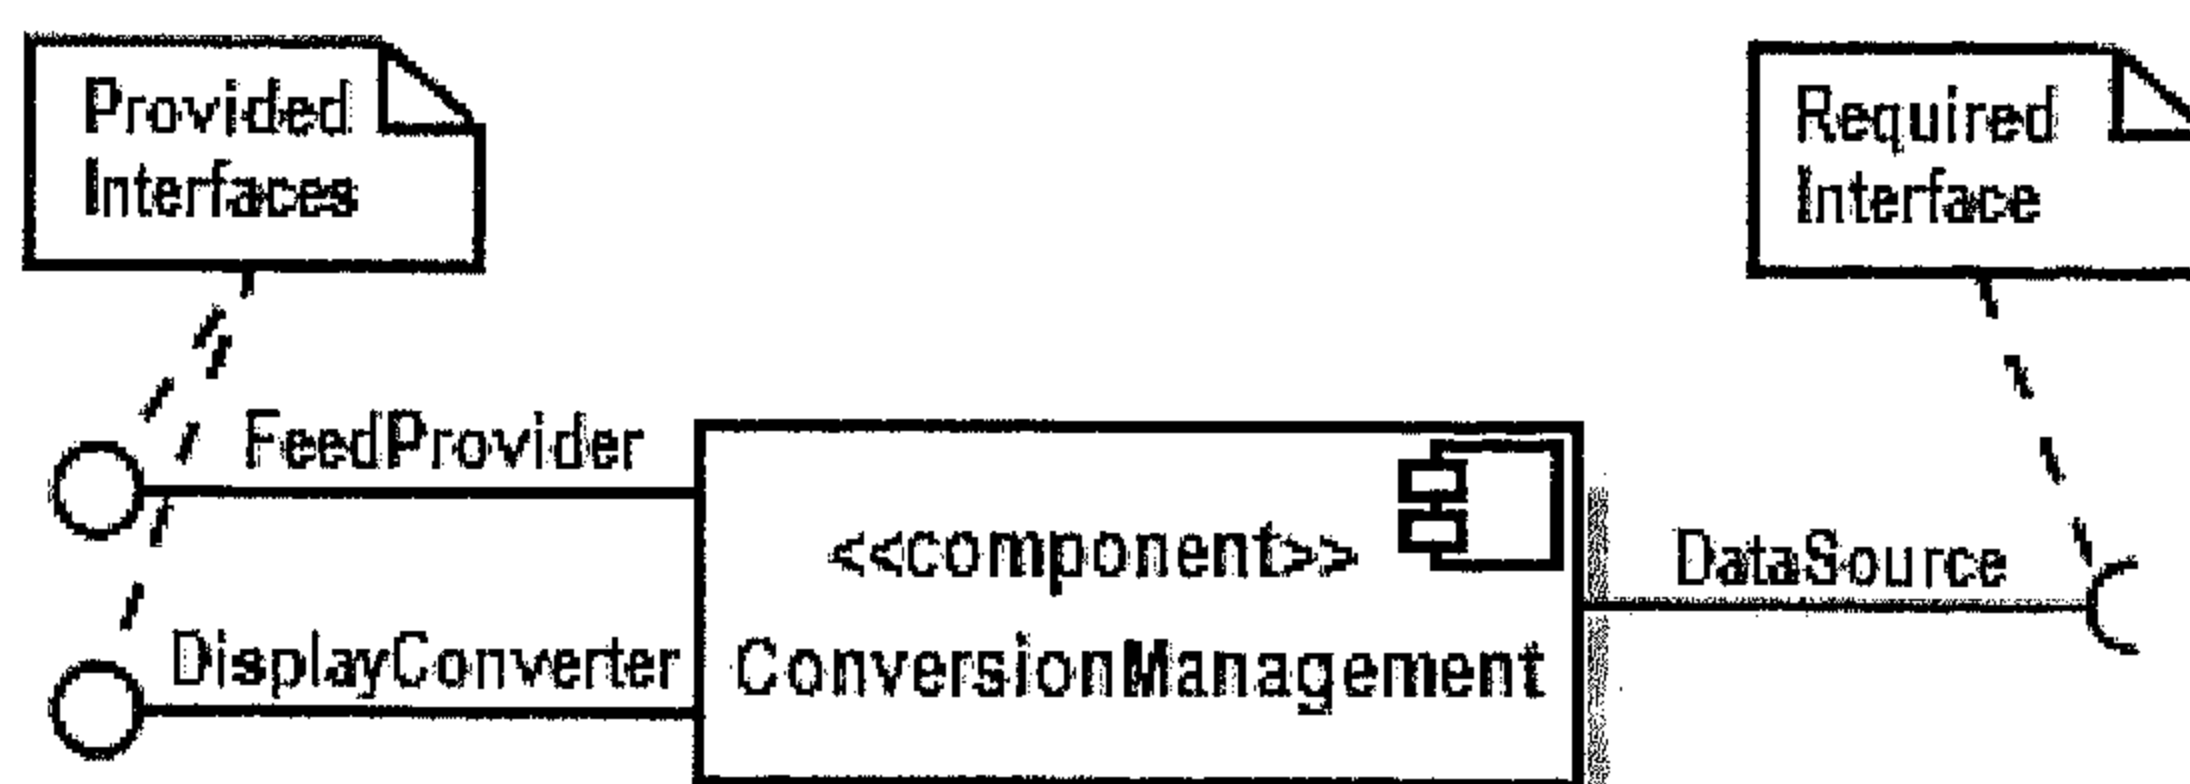 Provided
Interfaces
Required
Interface
FeedProvider
<<component>>
DataSource
DisplayConverter
ConversionManagement